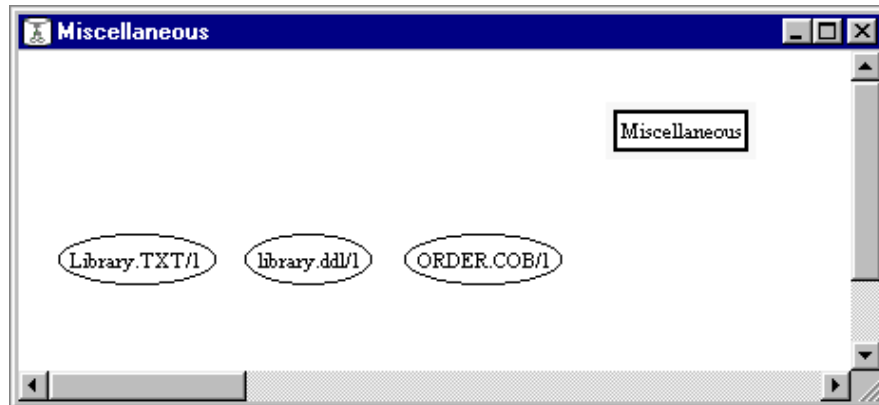 Miscellaneous
Miscellaneous
Library.TXT/1
library.ddl/1
ORDER.COB/1